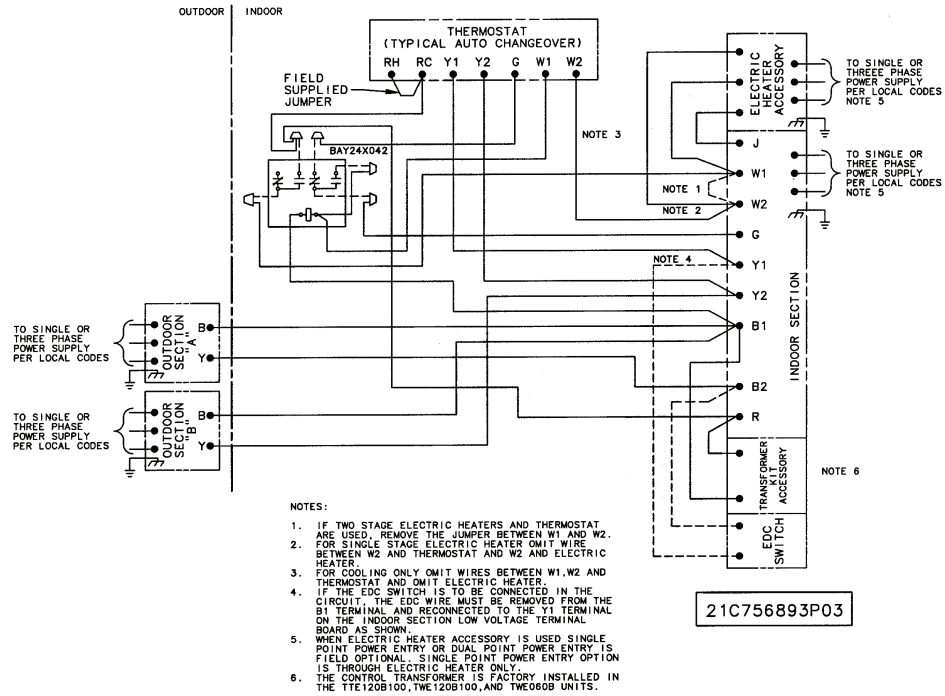 OUTDOOR
INDOOR
THERMOSTAT
(TYPICAL AUTO CHANGEOVER)
RH RC Y1 Y2 G W1 W2
FIELD
SUPPLIED
JUMPER
BAY24X042
NOTE 3
ELECTRIC
HEATER
ACCESSORY
TO SINGLE OR
THREEE PHASE
POWER SUPPLY
PER LOCAL CODES
NOTE 5
J
W1
NOTE 1
W2
NOTE 2
G
NOTE 4
Y1
Y2
B1
B2
R
INDOOR SECTION
TO SINGLE OR
THREE PHASE
POWER SUPPLY
PER LOCAL CODES
NOTE 5
TO SINGLE OR
THREE PHASE
POWER SUPPLY
PER LOCAL CODES
OUTDOOR
SECTION
"A"
B
Y
TO SINGLE OR
THREE PHASE
POWER SUPPLY
PER LOCAL CODES
OUTDOOR
SECTION
"B"
B
Y
TRANSFORMER
KIT
ACCESSORY
NOTE 6
EDC
SWITCH
NOTES:
1. IF TWO STAGE ELECTRIC HEATERS AND THERMOSTAT
ARE USED, REMOVE THE JUMPER BETWEEN W1 AND W2.
2. FOR SINGLE STAGE ELECTRIC HEATER OMIT WIRE
BETWEEN W2 AND THERMOSTAT AND W2 AND ELECTRIC
HEATER.
3. FOR COOLING ONLY OMIT WIRES BETWEEN W1,W2 AND
THERMOSTAT AND OMIT ELECTRIC HEATER.
4. IF THE EDC SWITCH IS TO BE CONNECTED IN THE
CIRCUIT, THE EDC WIRE MUST BE REMOVED FROM THE
B1 TERMINAL AND RECONNECTED TO THE Y1 TERMINAL
ON THE INDOOR SECTION LOW VOLTAGE TERMINAL
BOARD AS SHOWN.
5. WHEN ELECTRIC HEATER ACCESSORY IS USED SINGLE
POINT POWER ENTRY OR DUAL POINT POWER ENTRY IS
FIELD OPTIONAL. SINGLE POINT POWER ENTRY OPTION
IS THROUGH ELECTRIC HEATER ONLY.
6. THE CONTROL TRANSFORMER IS FACTORY INSTALLED IN
THE TTE120B100,TWE120B100,AND TWE060B UNITS.
21C756893P03